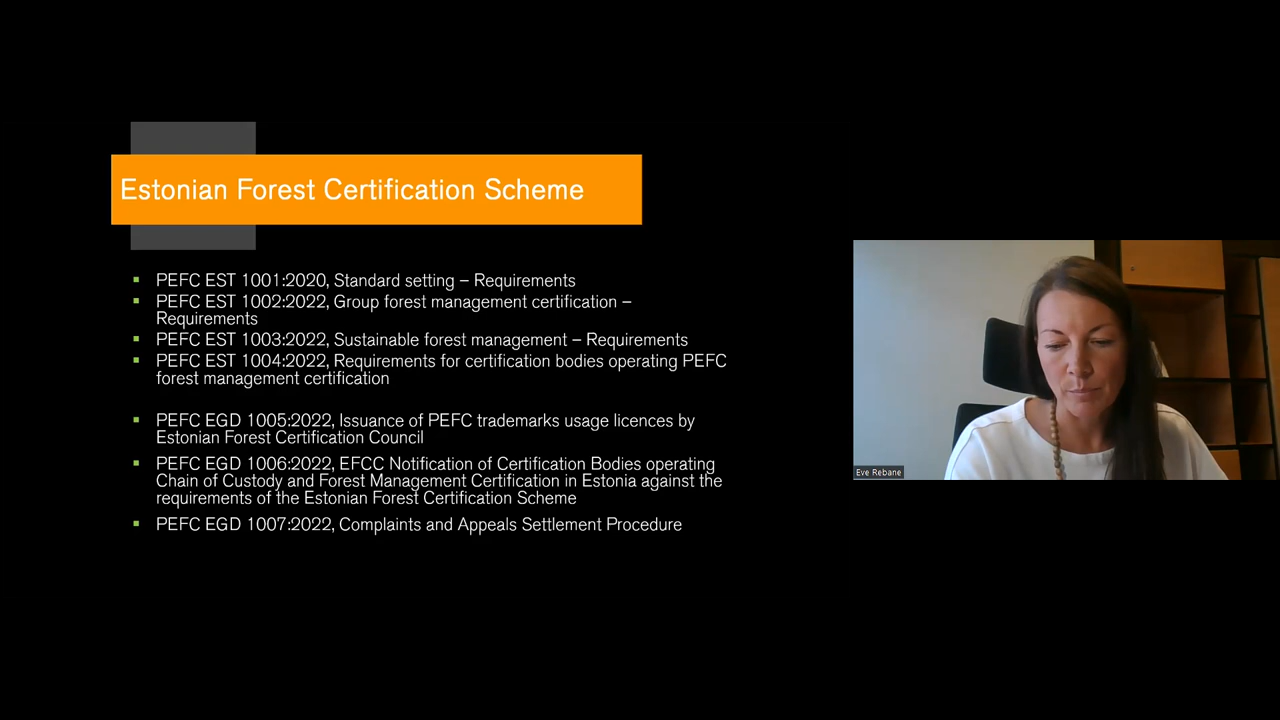 Estonian Forest Certification Scheme
▪ PEFC EST 1001:2020, Standard setting – Requirements
▪ PEFC EST 1002:2022, Group forest management certification –
Requirements
▪ PEFC EST 1003:2022, Sustainable forest management – Requirements
▪ PEFC EST 1004:2022, Requirements for certification bodies operating PEFC
forest management certification
▪ PEFC EGD 1005:2022, Issuance of PEFC trademarks usage licences by
Estonian Forest Certification Council
▪ PEFC EGD 1006:2022, EFCC Notification of Certification Bodies operating
Chain of Custody and Forest Management Certification in Estonia against the
requirements of the Estonian Forest Certification Scheme
▪ PEFC EGD 1007:2022, Complaints and Appeals Settlement Procedure
Eve Rebane